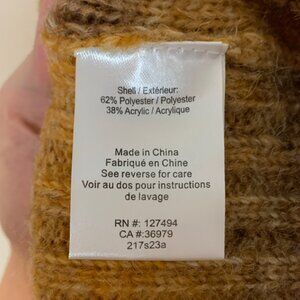 Shell / Extérieur:
62% Polyester / Polyester
38% Acrylic / Acrylique
Made in China
Fabriqué en Chine
See reverse for care
Voir au dos pour instructions
de lavage
RN #: 127494
CA #:36979
217s23a